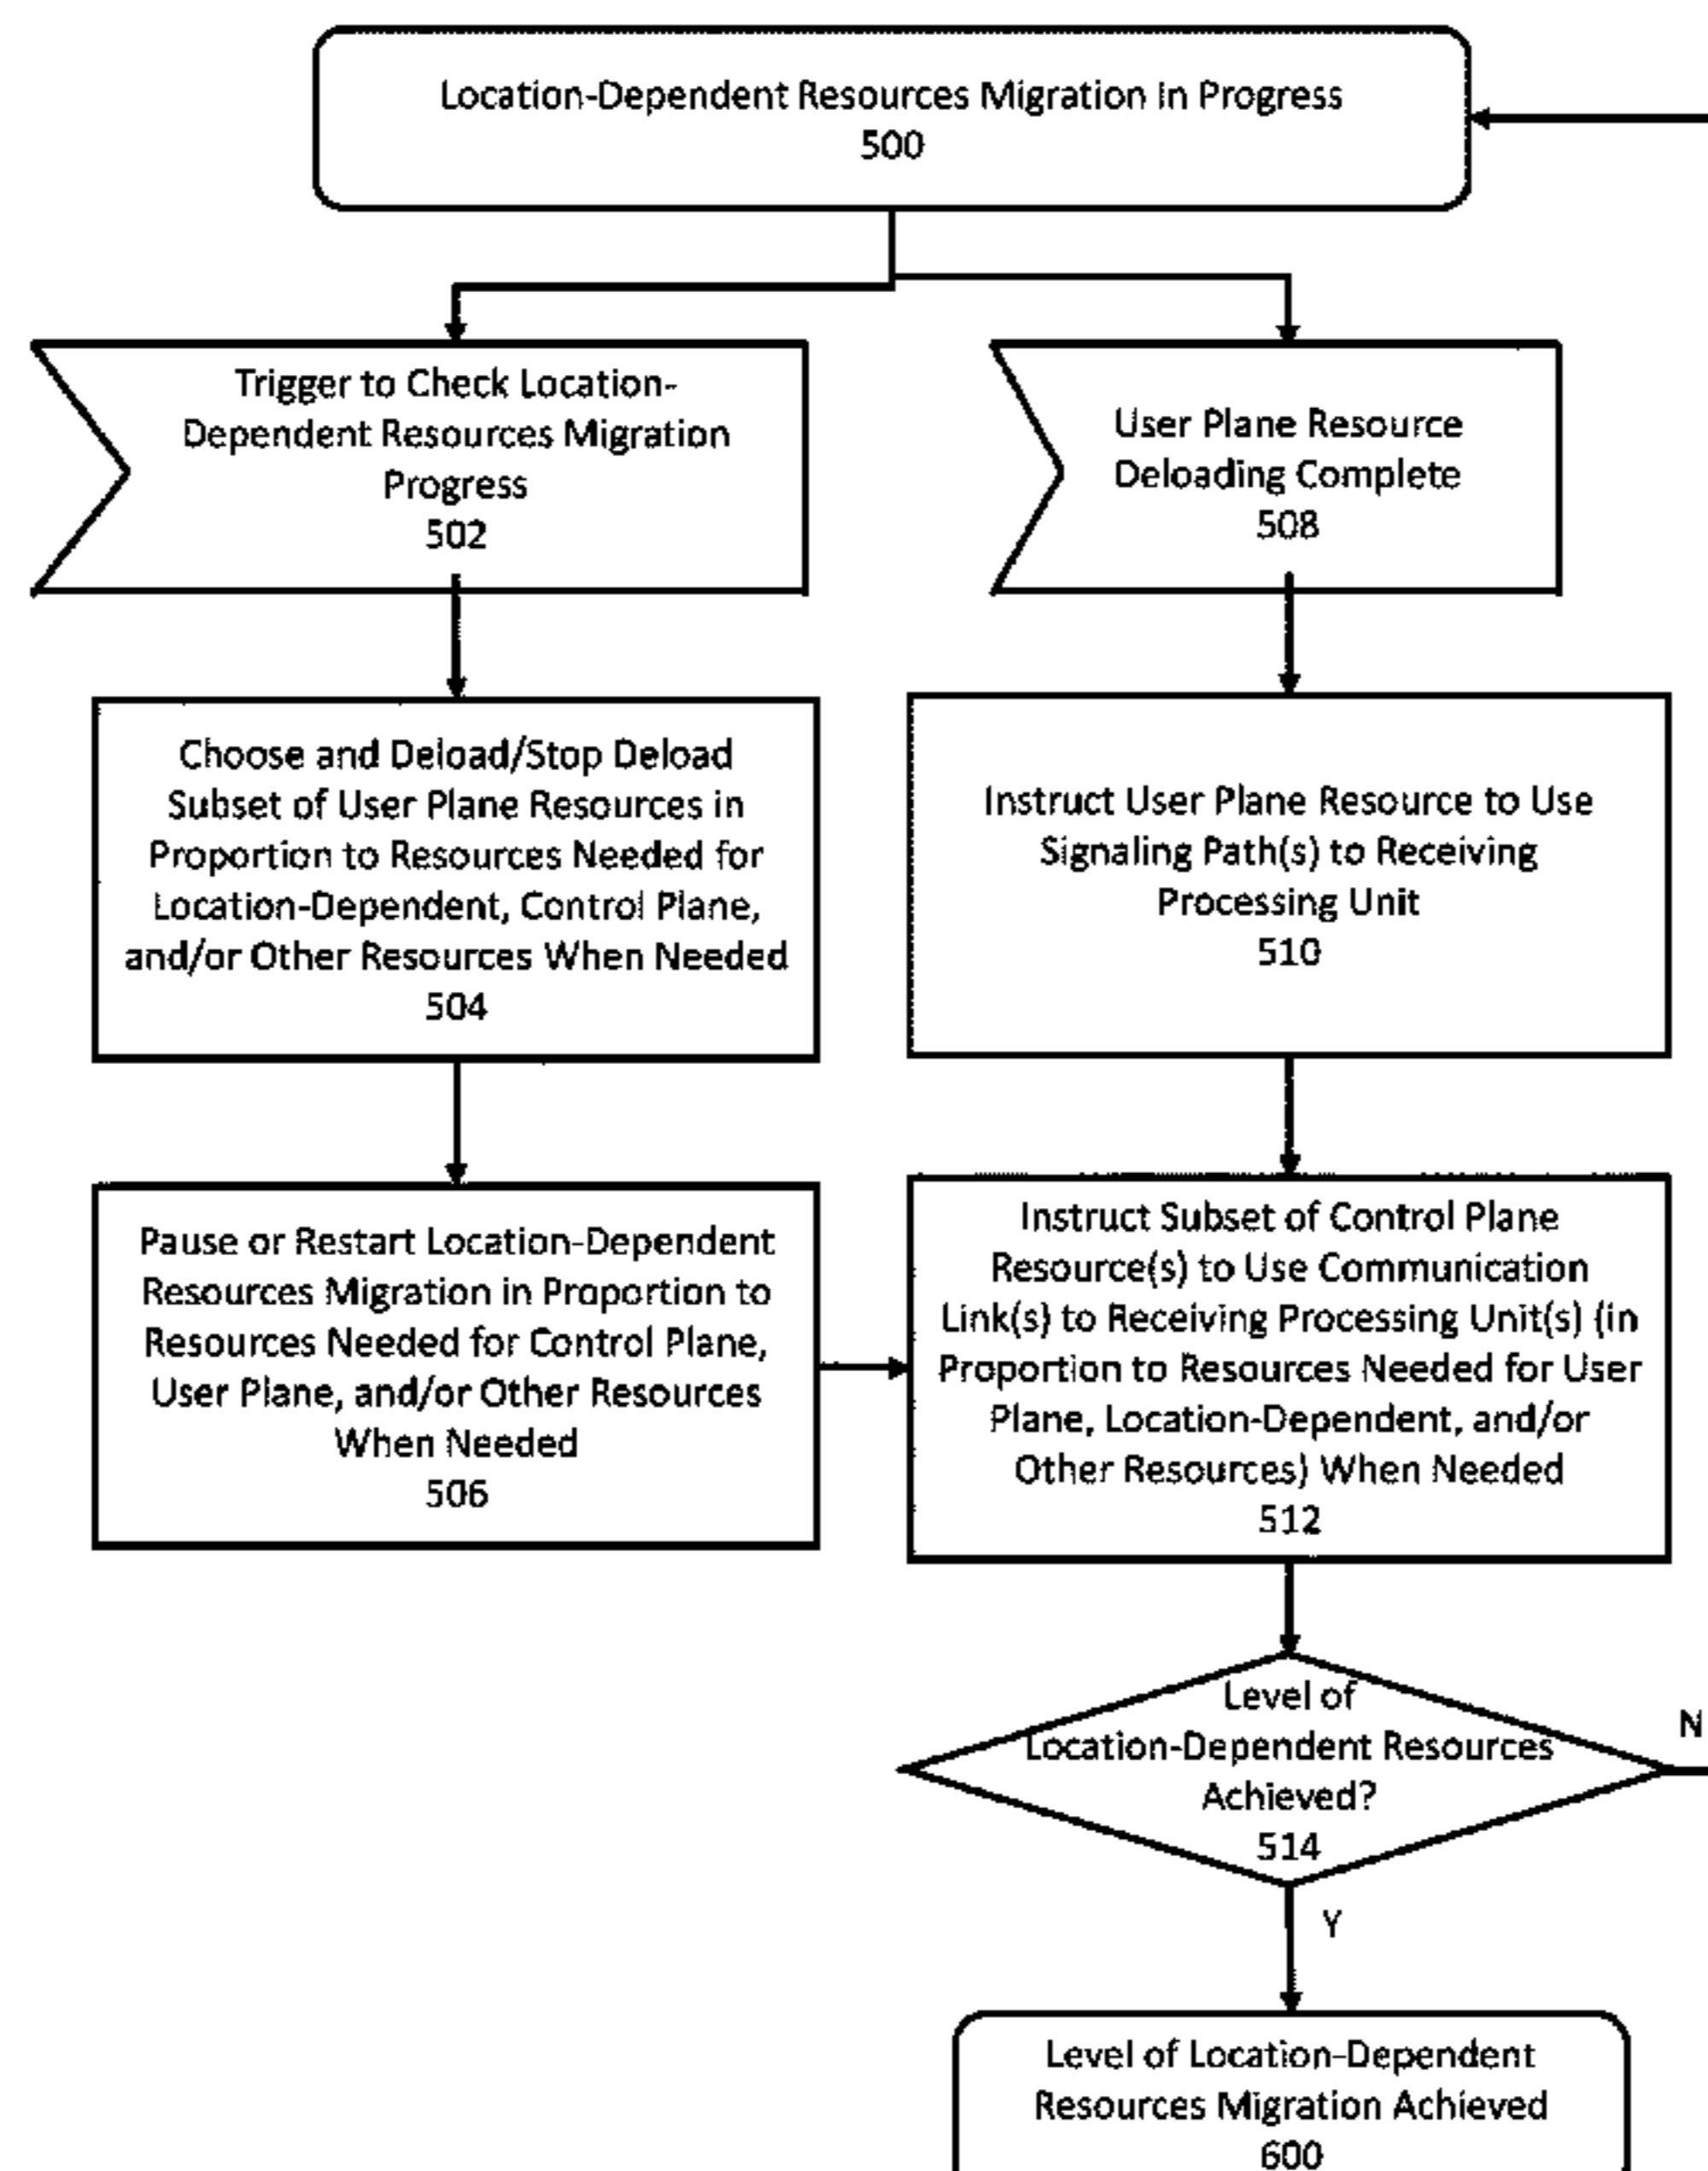 Location-Dependent Resources Migration In Progress
500
Trigger to Check Location-
Dependent Resources Migration
Progress
502
User Plane Resource
Deloading Complete
508
Choose and Deload/Stop Deload
Subset of User Plane Resources in
Proportion to Resources Needed for
Location-Dependent, Control Plane,
and/or Other Resources When Needed
504
Instruct User Plane Resource to Use
Signaling Path(s) to Receiving
Processing Unit
510
Pause or Restart Location-Dependent
Resources Migration in Proportion to
Resources Needed for Control Plane,
User Plane, and/or Other Resources
When Needed
506
Instruct Subset of Control Plane
Resource(s) to Use Communication
Link(s) to Receiving Processing Unit(s) (in
Proportion to Resources Needed for User
Plane, Location-Dependent, and/or
Other Resources) When Needed
512
Level of
Location-Dependent Resources
Achieved?
514
N
Y
Level of Location-Dependent
Resources Migration Achieved
600